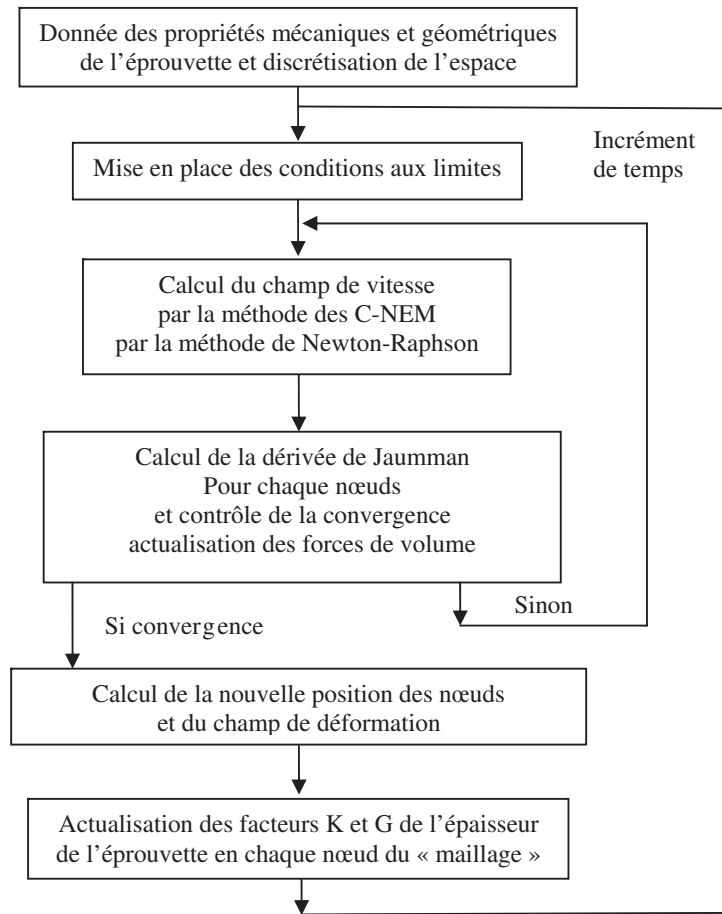 Donnée des propriétés mécaniques et géométriques
de l'éprouvette et discrétisation de l'espace
Incrément
de temps
Mise en place des conditions aux limites
Calcul du champ de vitesse
par la méthode des C-NEM
par la méthode de Newton-Raphson
Calcul de la dérivée de Jaumman
Pour chaque nœuds
et contrôle de la convergence
actualisation des forces de volume
Sinon
Si convergence
Calcul de la nouvelle position des nœuds
et du champ de déformation
Actualisation des facteurs K et G de l'épaisseur
de l'éprouvette en chaque nœud du « maillage »